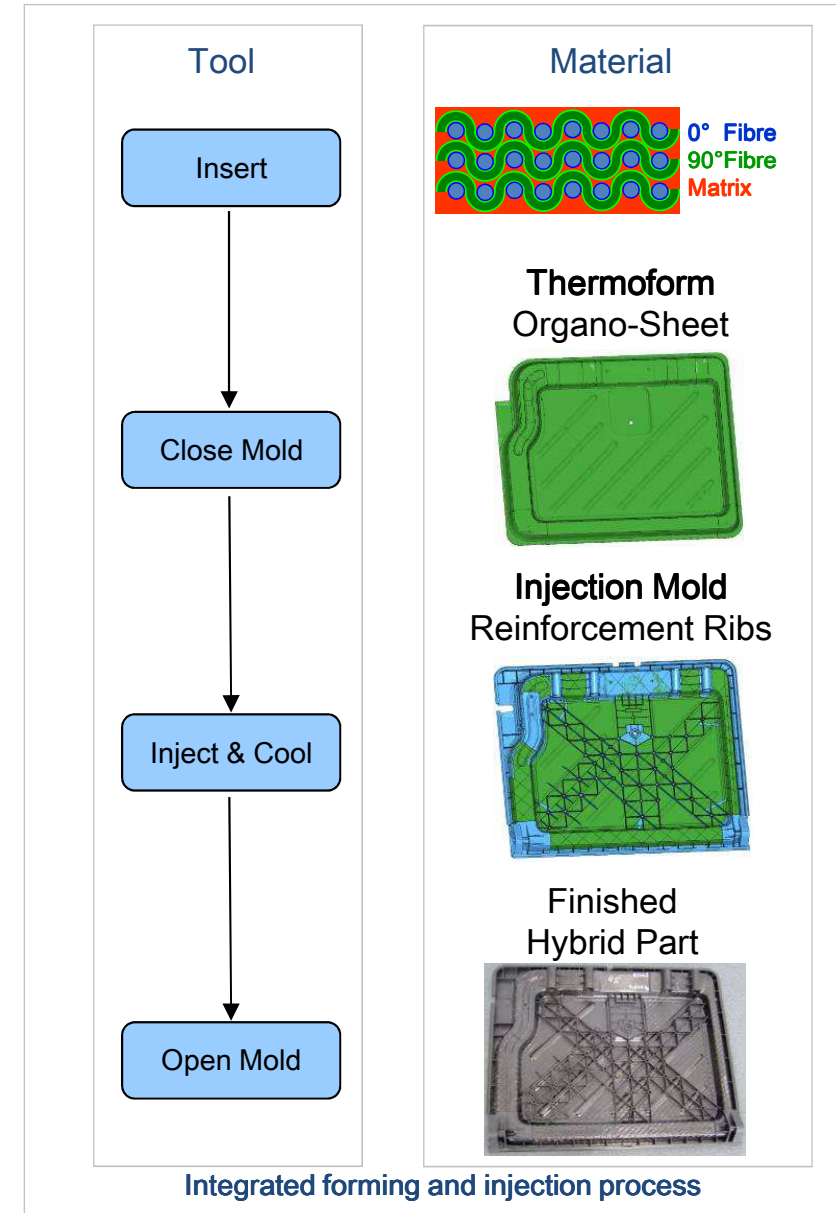 Tool
Insert
Close Mold
Inject & Cool
Open Mold
Material
0° Fibre
90°Fibre
Matrix
Thermoform
Organo-Sheet
Injection Mold
Reinforcement Ribs
Finished
Hybrid Part
Integrated forming and injection process